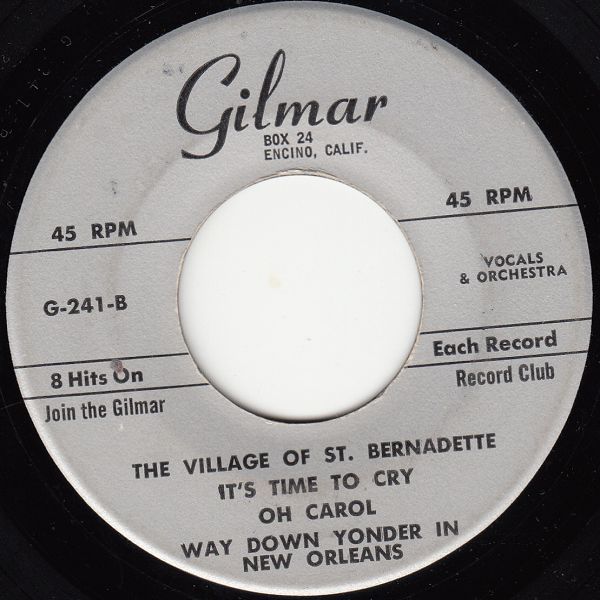 Gilmar
BOX 24
ENCINO, CALIF.
45 RPM
45 RPM
VOCALS
& ORCHESTRA
G-241-B
8 Hits On
Each Record
Join the Gilmar
Record Club
THE VILLAGE OF ST. BERNADETTE
IT'S TIME TO CRY
OH CAROL
WAY DOWN YONDER IN
NEW ORLEANS